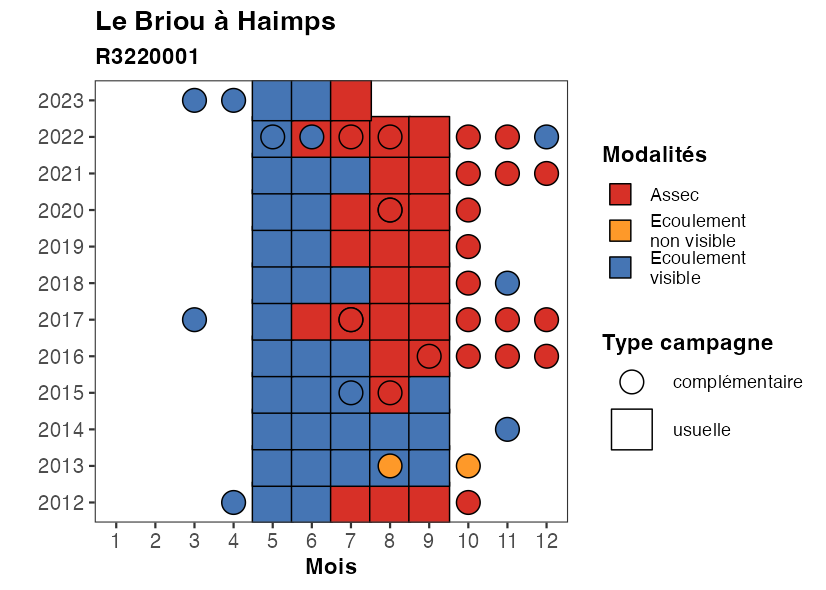 Le Briou à Haimps
R3220001
2023
2022
2021
2020
2019
2018
2017
2016
2015
2014
2013
2012
1 2 3 4 5 6 7 8 9 10 11 12
Mois
Modalités
Assec
Ecoulement
non visible
Ecoulement
visible
Type campagne
complémentaire
usuelle